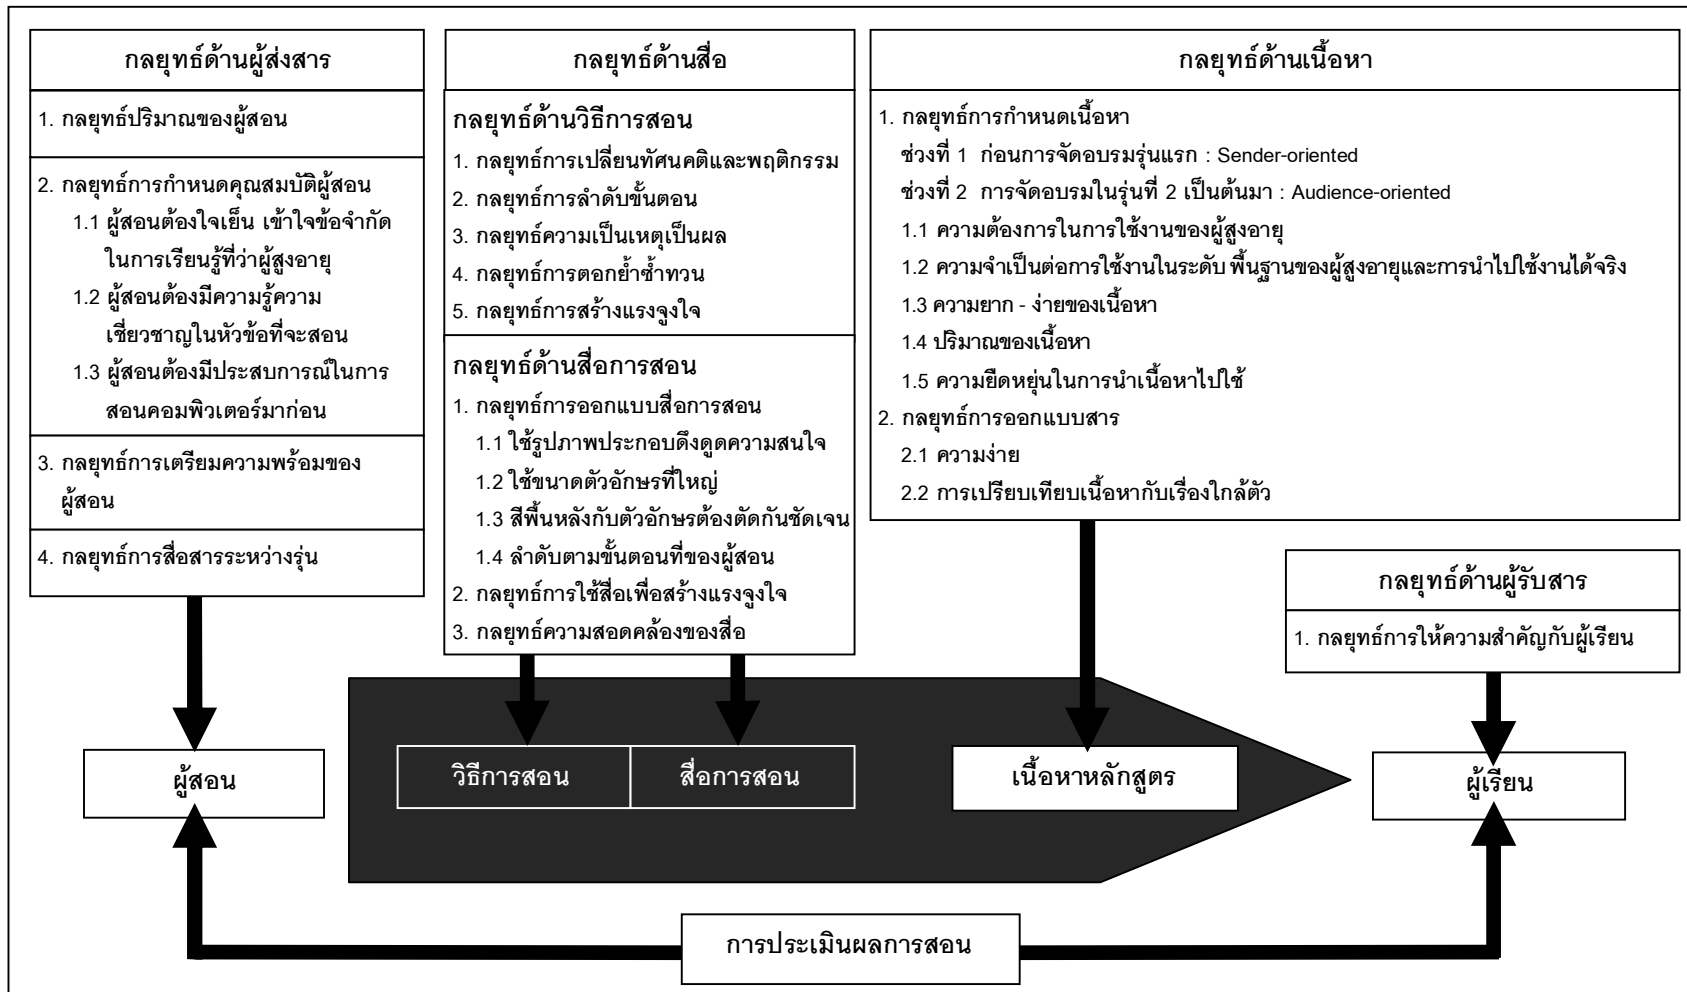 กลยุทธ์ด้านผู้ส่งสาร
1. กลยุทธ์ปริมาณของผู้สอน
2. กลยุทธ์การกำหนดคุณสมบัติผู้สอน
1.1 ผู้สอนต้องใจเย็น เข้าใจข้อจำกัด
ในการเรียนรู้ที่ว่าผู้สูงอายุ
1.2 ผู้สอนต้องมีความรู้ความ
เชี่ยวชาญในหัวข้อที่จะสอน
1.3 ผู้สอนต้องมีประสบการณ์ในการ
สอนคอมพิวเตอร์มาก่อน
3. กลยุทธ์การเตรียมความพร้อมของ
ผู้สอน
4. กลยุทธ์การสื่อสารระหว่างรุ่น
กลยุทธ์ด้านสื่อ
กลยุทธ์ด้านวิธีการสอน
1. กลยุทธ์การเปลี่ยนทัศนคติและพฤติกรรม
2. กลยุทธ์การลำดับขั้นตอน
3. กลยุทธ์ความเป็นเหตุเป็นผล
4. กลยุทธ์การตอกย้ำซ้ำทวน
5. กลยุทธ์การสร้างแรงจูงใจ
กลยุทธ์ด้านสื่อการสอน
1. กลยุทธ์การออกแบบสื่อการสอน
1.1 ใช้รูปภาพประกอบดึงดูดความสนใจ
1.2 ใช้ขนาดตัวอักษรที่ใหญ่
1.3 สีพื้นหลังกับตัวอักษรต้องตัดกันชัดเจน
1.4 ลำดับตามขั้นตอนที่ของผู้สอน
2. กลยุทธ์การใช้สื่อเพื่อสร้างแรงจูงใจ
3. กลยุทธ์ความสอดคล้องของสื่อ
กลยุทธ์ด้านเนื้อหา
1. กลยุทธ์การกำหนดเนื้อหา
ช่วงที่ 1 ก่อนการจัดอบรมรุ่นแรก : Sender-oriented
ช่วงที่ 2 การจัดอบรมในรุ่นที่ 2 เป็นต้นมา : Audience-oriented
1.1 ความต้องการในการใช้งานของผู้สูงอายุ
1.2 ความจำเป็นต่อการใช้งานในระดับ พื้นฐานของผู้สูงอายุและการนำไปใช้งานได้จริง
1.3 ความยาก - ง่ายของเนื้อหา
1.4 ปริมาณของเนื้อหา
1.5 ความยืดหยุ่นในการนำเนื้อหาไปใช้
2. กลยุทธ์การออกแบบสาร
2.1 ความง่าย
2.2 การเปรียบเทียบเนื้อหากับเรื่องใกล้ตัว
กลยุทธ์ด้านผู้รับสาร
1. กลยุทธ์การให้ความสำคัญกับผู้เรียน
ผู้สอน
วิธีการสอน
สื่อการสอน
เนื้อหาหลักสูตร
ผู้เรียน
การประเมินผลการสอน